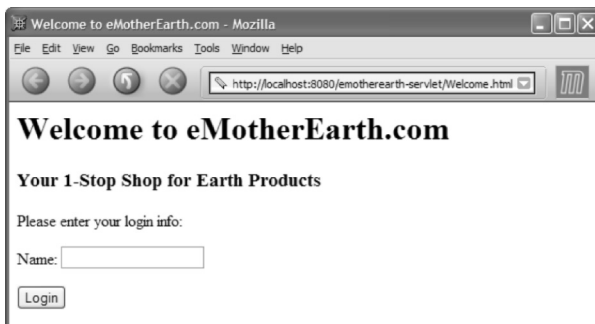 Welcome to eMotherEarth.com - Mozilla
File Edit View Go Bookmarks Tools Window Help
http://localhost:8080/emotherearth-servlet/Welcome.html
Welcome to eMotherEarth.com
Your 1-Stop Shop for Earth Products
Please enter your login info:
Name:
Login